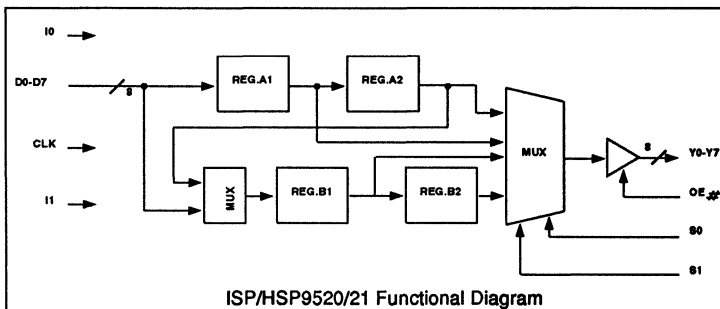 I0
D0-D7
8
REG.A1
REG.A2
CLK
MUX
REG.B1
REG.B2
I1
MUX
8
Y0-Y7
OE.#
S0
S1
ISP/HSP9520/21 Functional Diagram